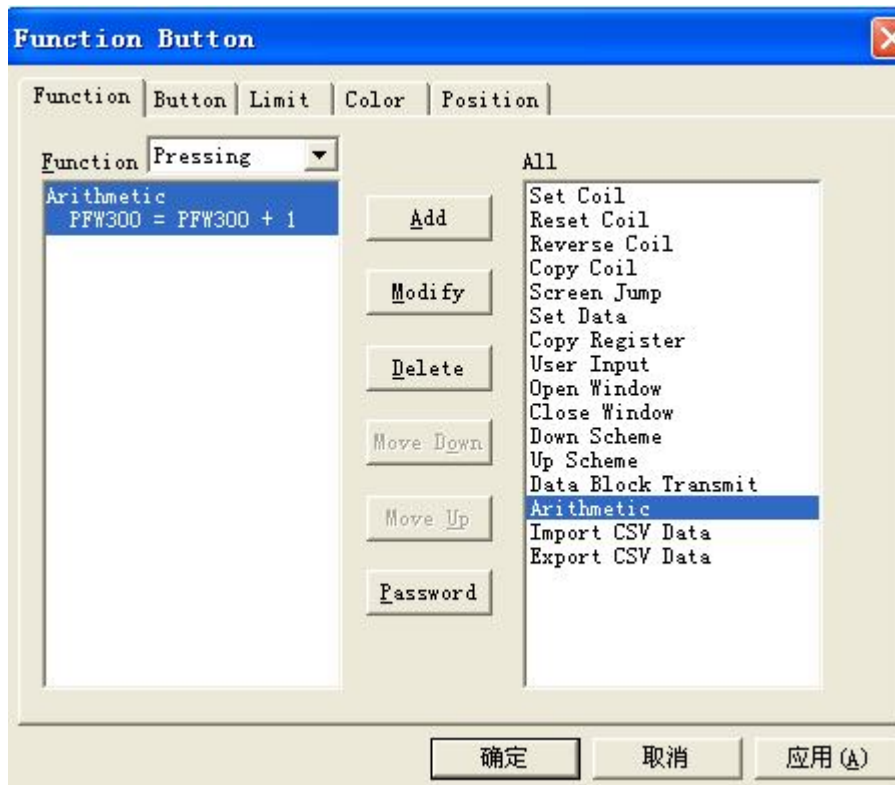 Function Button
Function Button Limit Color Position
Function Pressing
All
Arithmetic
PFW300 = PFW300 + 1
Add
Modify
Delete
Move Down
Move Up
Password
Set Coil
Reset Coil
Reverse Coil
Copy Coil
Screen Jump
Set Data
Copy Register
User Input
Open Window
Close Window
Down Scheme
Up Scheme
Data Block Transmit
Arithmetic
Import CSV Data
Export CSV Data
确定 取消 应用(A)